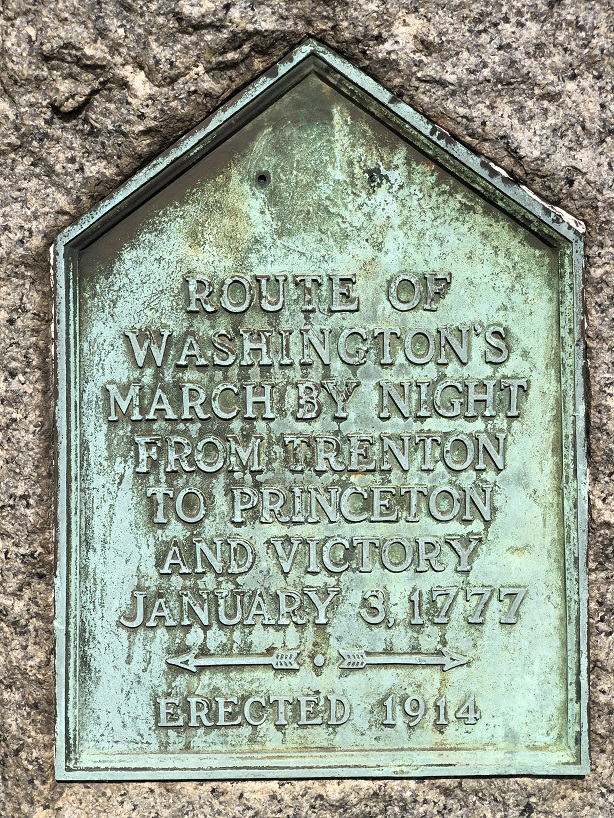 ROUTE OF
WASHINGTON'S
MARCH BY NIGHT
FROM TRENTON
TO PRINCETON
AND VICTORY
JANUARY 3, 1777
ERECTED 1914